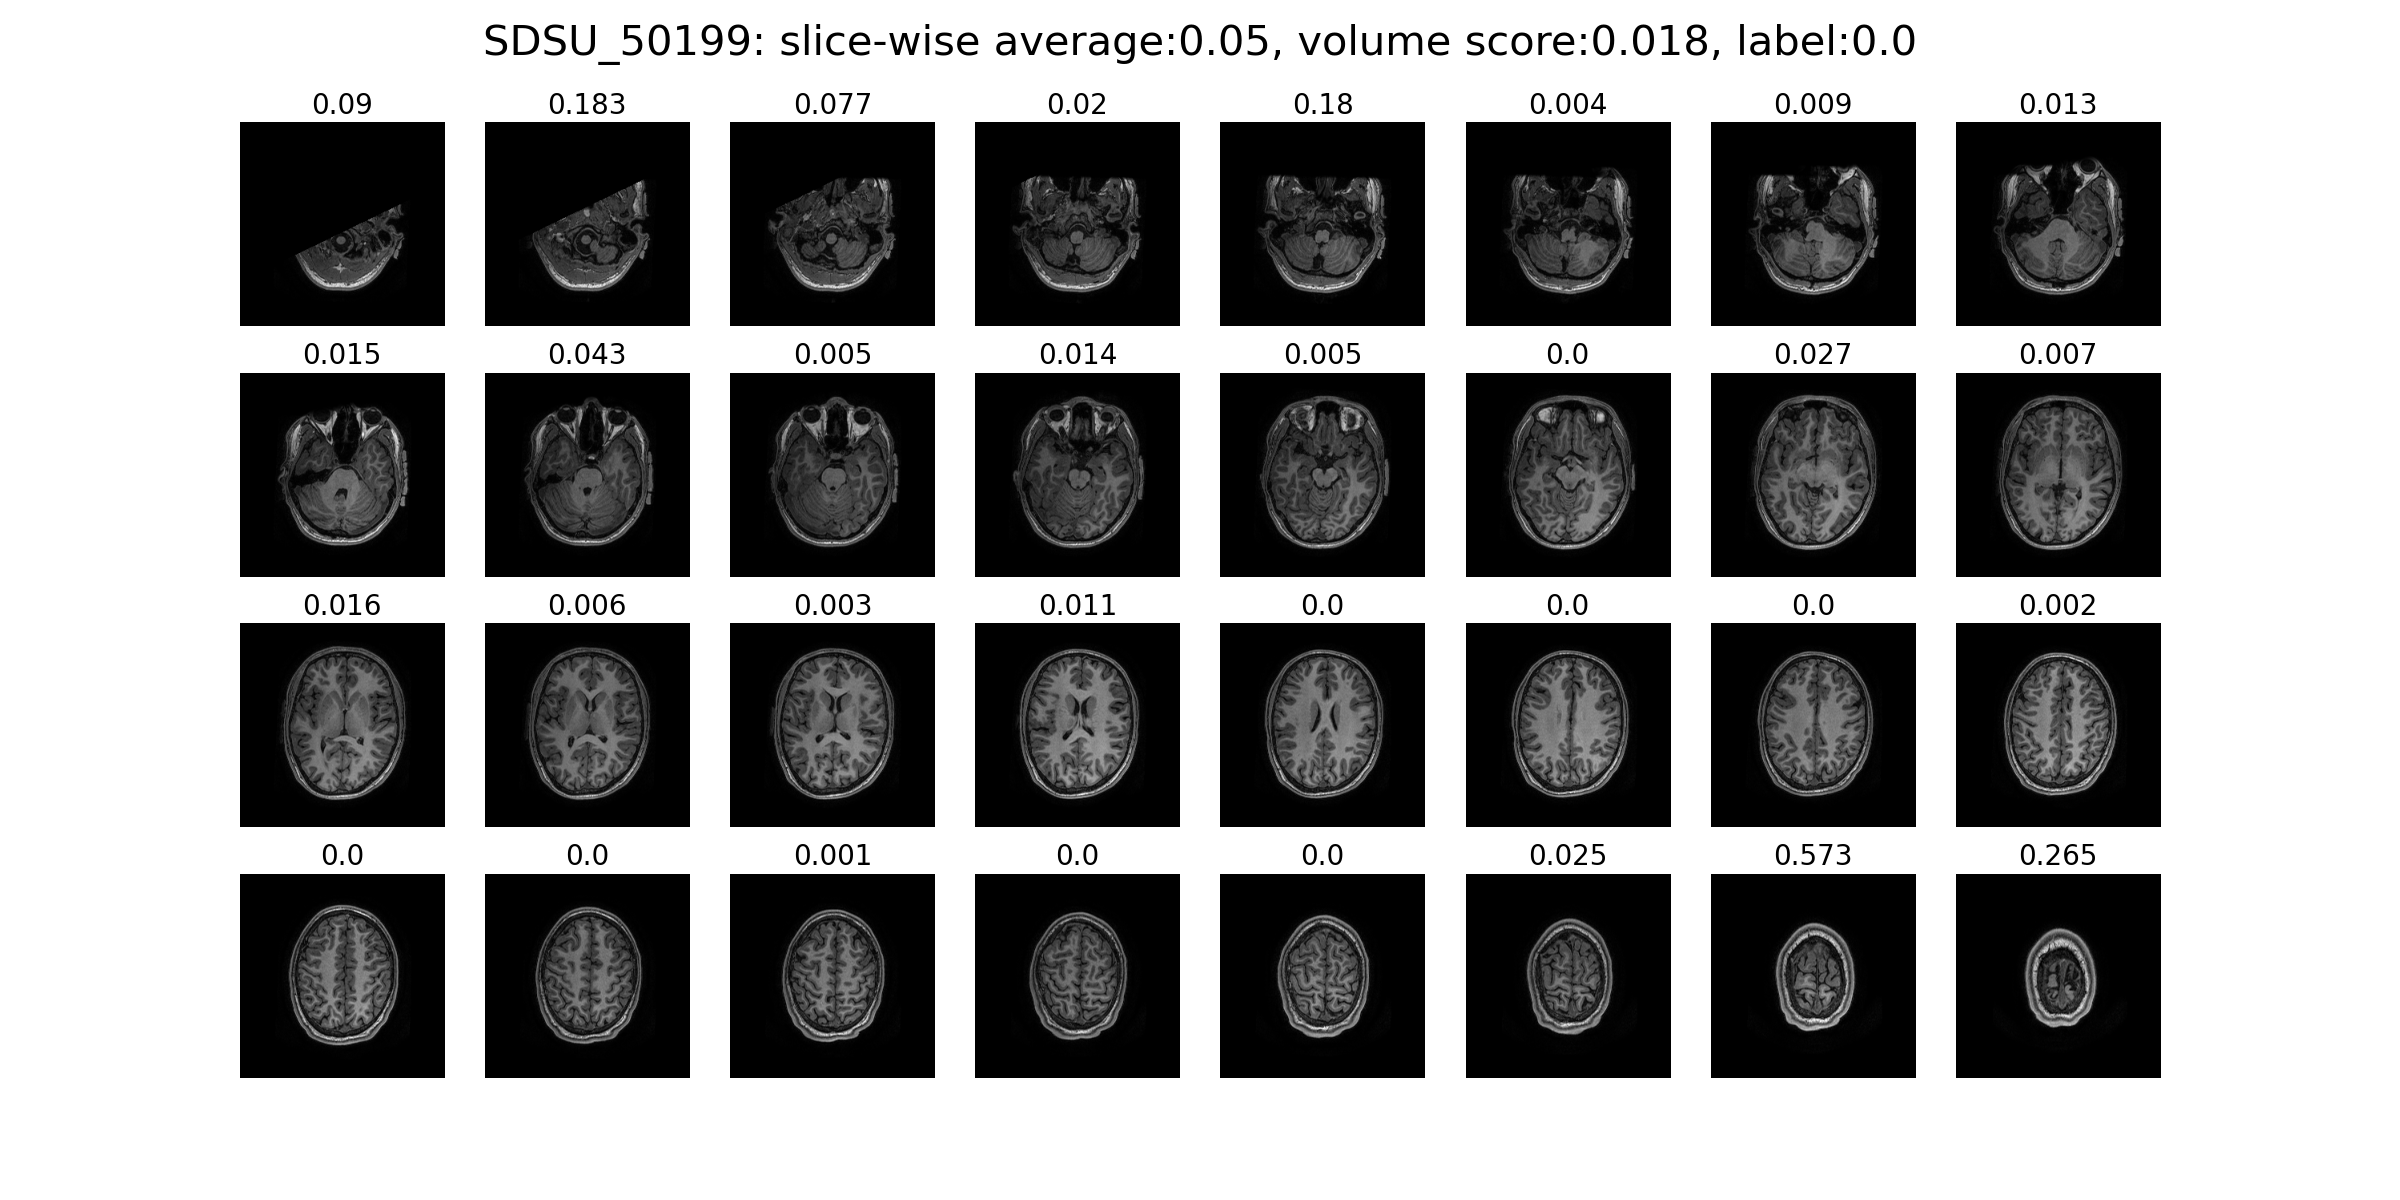 SDSU_50199: slice-wise average:0.05, volume score:0.018, label:0.0
0.09 0.183 0.077 0.02 0.18 0.004 0.009 0.013
0.015 0.043 0.005 0.014 0.005 0.0 0.027 0.007
0.016 0.006 0.003 0.011 0.0 0.0 0.0 0.002
0.0 0.0 0.001 0.0 0.0 0.025 0.573 0.265